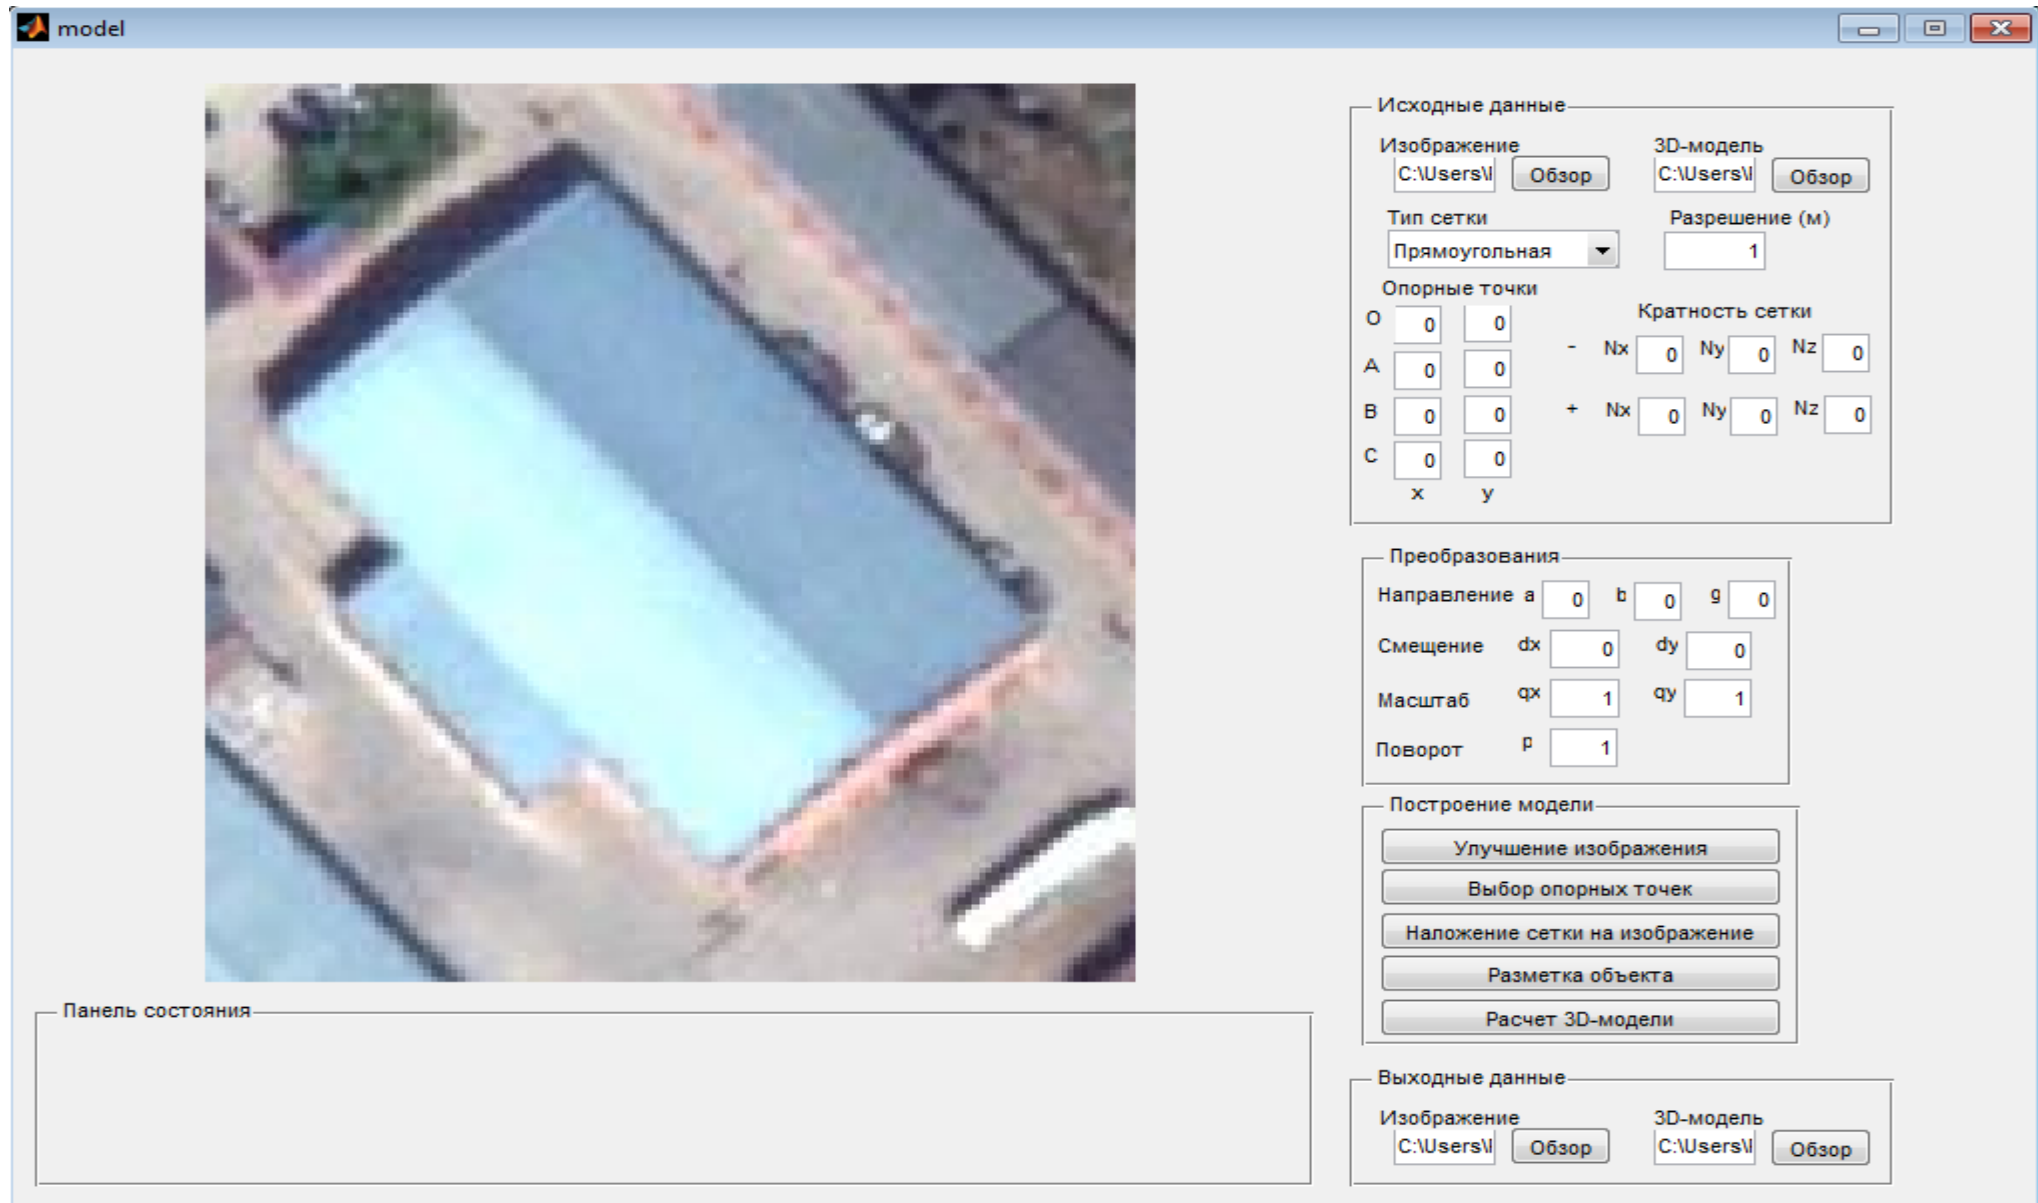 model
Исходные данные
Изображение 3D-модель
C:\Users\I Обзор C:\Users\I Обзор
Тип сетки Разрешение (м)
Прямоугольная 1
Опорные точки
Кратность сетки
O 0 0
- Nx 0 Ny 0 Nz 0
A 0 0
B 0 0
+ Nx 0 Ny 0 Nz 0
C 0 0
x y
Преобразования
Направление a 0 b 0 g 0
Смещение dx 0 dy 0
Масштаб qx 1 qy 1
Поворот p 1
Построение модели
Улучшение изображения
Выбор опорных точек
Наложение сетки на изображение
Разметка объекта
Расчет 3D-модели
Панель состояния
Выходные данные
Изображение 3D-модель
C:\Users\I Обзор C:\Users\I Обзор